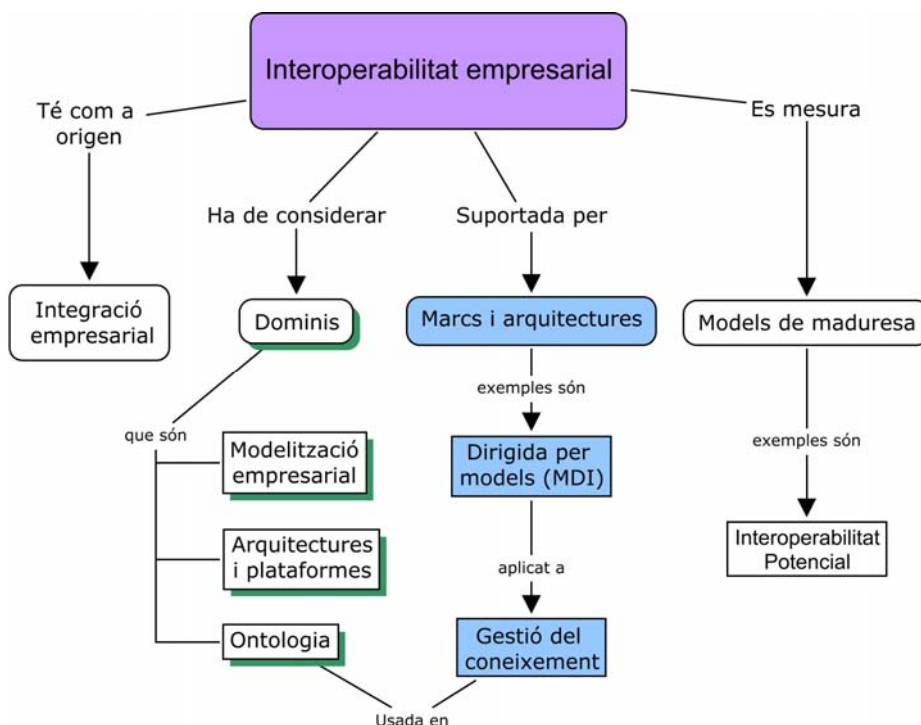 Interoperabilitat empresarial
Té com a
origen
Es mesura
Ha de considerar
Suportada per
Integració
empresarial
Dominis
Marcs i arquitectures
Models de maduresa
exemples són
que són
exemples són
Modelització
empresarial
Dirigida per
models (MDI)
Interoperabilitat
Potencial
Arquitectures
i plataformes
aplicat a
Ontologia
Gestió del
coneixement
Usada en